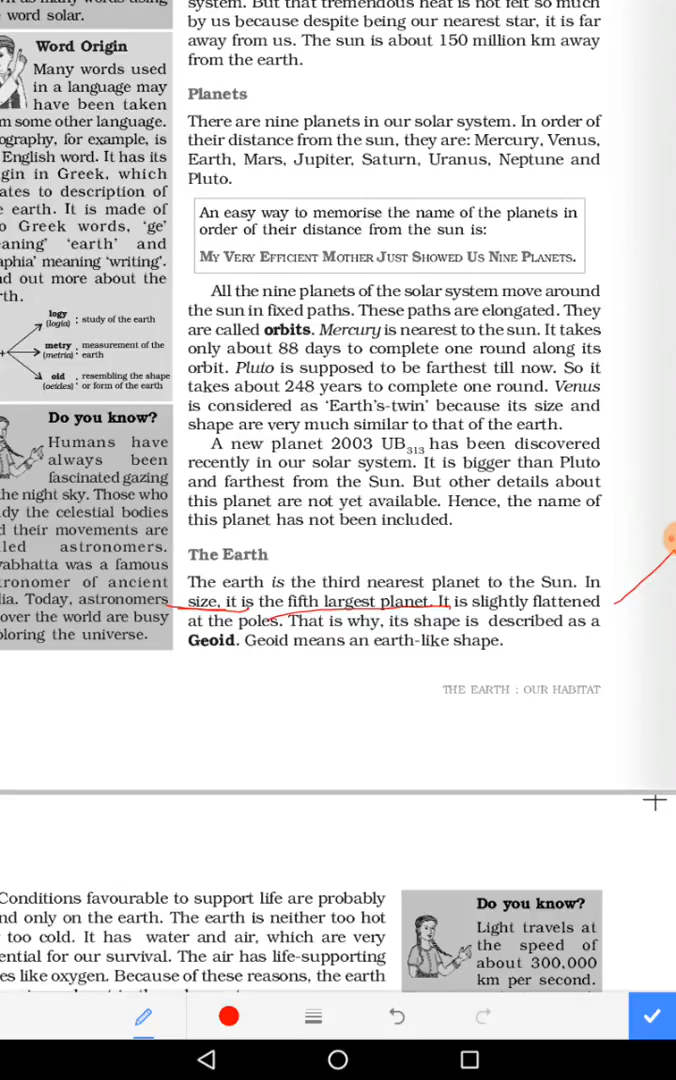 word solar.
Word Origin
Many words used
in a language may
have been taken
some other language.
for example, is
English word. It has its
in Greek, which
to description of
earth. It is made of
Greek words, ‘ge’
‘earth’ and
meaning ‘writing’.
out more about the
logy (logia) : study of the earth
metry (metria) : measurement of the earth
oid (oeides) : resembling the shape or form of the earth
Do you know?
Humans have
always been
fascinated gazing
the night sky. Those who
the celestial bodies
their movements are
astronomers.
was a famous
of ancient
Today, astronomers
over the world are busy
the universe.
system. But that tremendous heat is not felt so much
by us because despite being our nearest star, it is far
away from us. The sun is about 150 million km away
from the earth.
Planets
There are nine planets in our solar system. In order of
their distance from the sun, they are: Mercury, Venus,
Earth, Mars, Jupiter, Saturn, Uranus, Neptune and
Pluto.
An easy way to memorise the name of the planets in
order of their distance from the sun is:
MY VERY EFFICIENT MOTHER JUST SHOWED US NINE PLANETS.
All the nine planets of the solar system move around
the sun in fixed paths. These paths are elongated. They
are called orbits. Mercury is nearest to the sun. It takes
only about 88 days to complete one round along its
orbit. Pluto is supposed to be farthest till now. So it
takes about 248 years to complete one round. Venus
is considered as ‘Earth’s-twin’ because its size and
shape are very much similar to that of the earth.
A new planet 2003 UB313 has been discovered
recently in our solar system. It is bigger than Pluto
and farthest from the Sun. But other details about
this planet are not yet available. Hence, the name of
this planet has not been included.
The Earth
The earth is the third nearest planet to the Sun. In
size, it is the fifth largest planet. It is slightly flattened
at the poles. That is why, its shape is described as a
Geoid. Geoid means an earth-like shape.
THE EARTH : OUR HABITAT
Conditions favourable to support life are probably
only on the earth. The earth is neither too hot
too cold. It has water and air, which are very
for our survival. The air has life-supporting
like oxygen. Because of these reasons, the earth
Do you know?
Light travels at
the speed of
about 300,000
km per second.